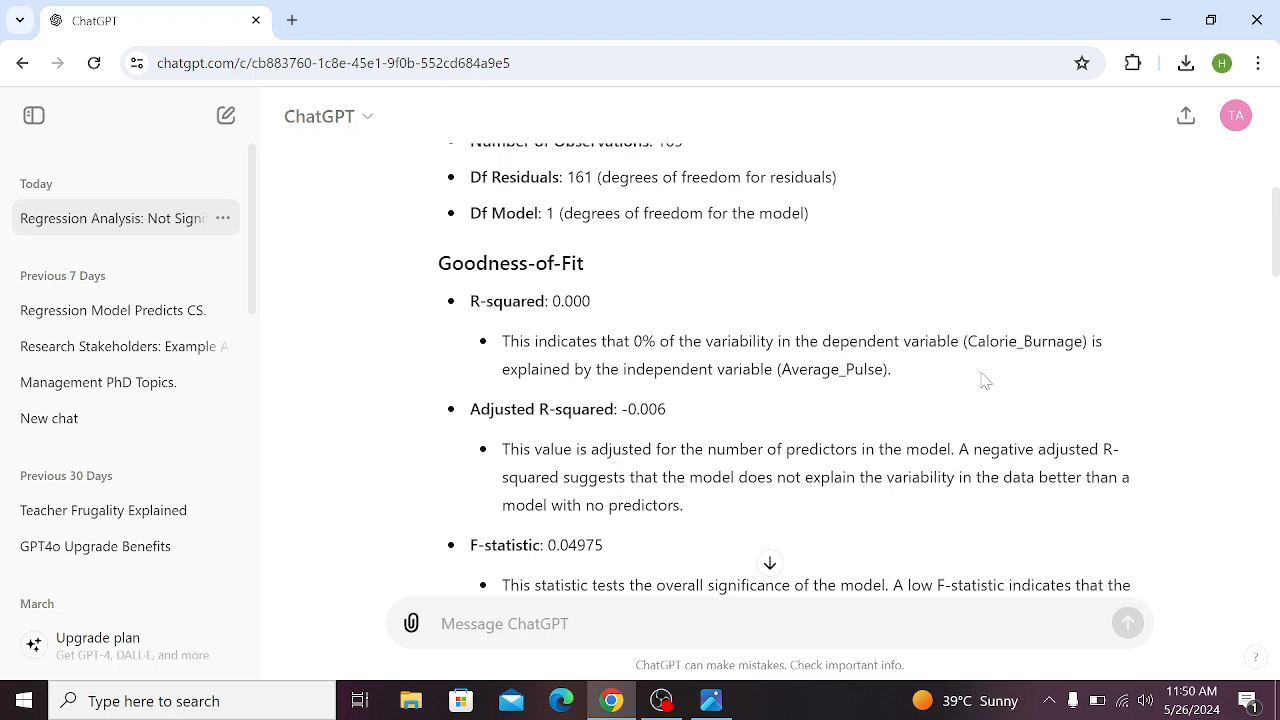 ChatGPT
chatgpt.com/c/cb883760-1c8e-45e1-9f0b-552cd684a9e5
H
ChatGPT
TA
Today
Regression Analysis: Not Signi
Previous 7 Days
Regression Model Predicts CS.
Research Stakeholders: Example A
Management PhD Topics.
New chat
Previous 30 Days
Teacher Frugality Explained
GPT4o Upgrade Benefits
March
Upgrade plan
Get GPT-4, DALL·E, and more
Number of Observations: 163
Df Residuals: 161 (degrees of freedom for residuals)
Df Model: 1 (degrees of freedom for the model)
Goodness-of-Fit
R-squared: 0.000
This indicates that 0% of the variability in the dependent variable (Calorie_Burnage) is
explained by the independent variable (Average_Pulse).
Adjusted R-squared: -0.006
This value is adjusted for the number of predictors in the model. A negative adjusted R-
squared suggests that the model does not explain the variability in the data better than a
model with no predictors.
F-statistic: 0.04975
This statistic tests the overall significance of the model. A low F-statistic indicates that the
Message ChatGPT
ChatGPT can make mistakes. Check important info.
?
Type here to search
39°C Sunny
11:50 AM
5/26/2024
1